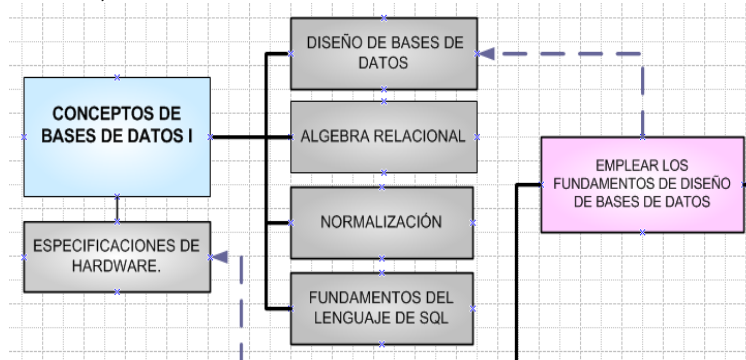 DISEÑO DE BASES DE
DATOS
CONCEPTOS DE
BASES DE DATOS I
ALGEBRA RELACIONAL
EMPLEAR LOS
FUNDAMENTOS DE DISEÑO
DE BASES DE DATOS
NORMALIZACIÓN
ESPECIFICACIONES DE
HARDWARE.
FUNDAMENTOS DEL
LENGUAJE DE SQL